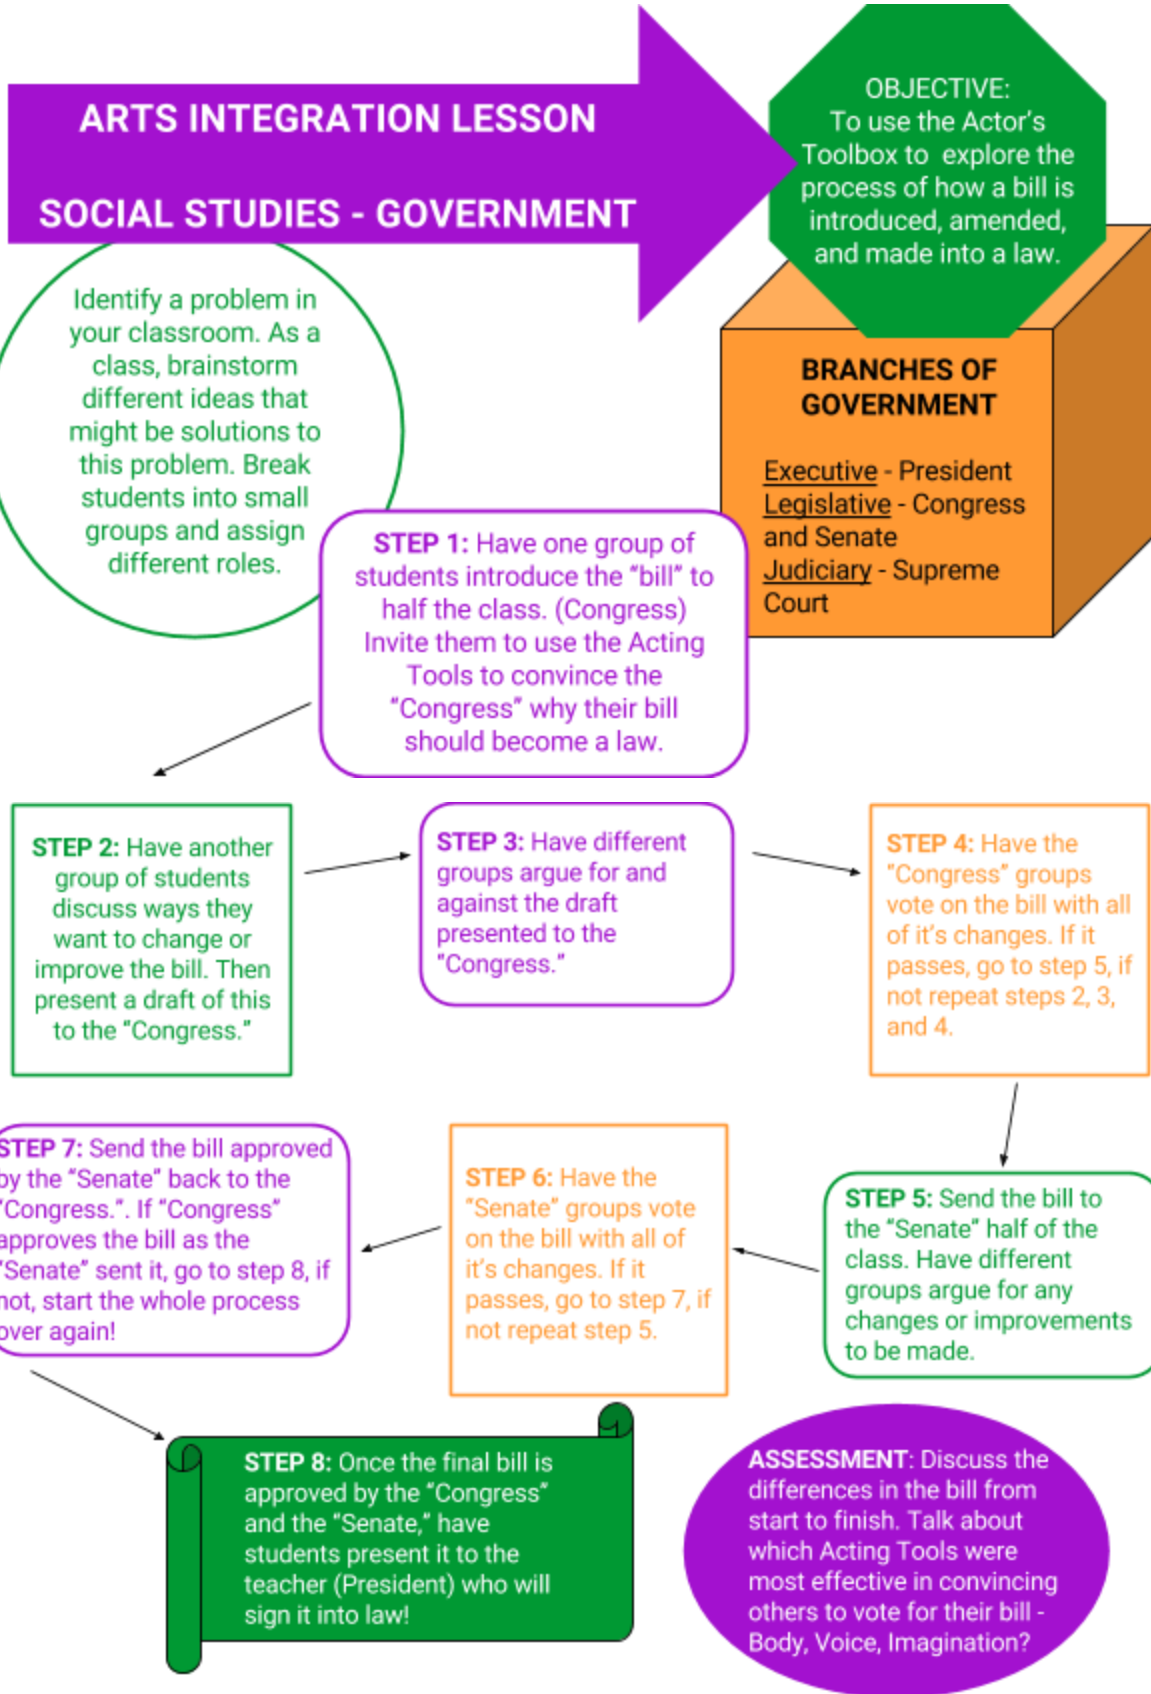 ARTS INTEGRATION LESSON
SOCIAL STUDIES - GOVERNMENT
OBJECTIVE:
To use the Actor's
Toolbox to explore the
process of how a bill is
introduced, amended,
and made into a law.
Identify a problem in
your classroom. As a
class, brainstorm
different ideas that
might be solutions to
this problem. Break
students into small
groups and assign
different roles.
BRANCHES OF
GOVERNMENT
Executive - President
Legislative - Congress
and Senate
Judiciary - Supreme
Court
STEP 1: Have one group of
students introduce the "bill" to
half the class. (Congress)
Invite them to use the Acting
Tools to convince the
"Congress" why their bill
should become a law.
STEP 2: Have another
group of students
discuss ways they
want to change or
improve the bill. Then
present a draft of this
to the "Congress."
STEP 3: Have different
groups argue for and
against the draft
presented to the
"Congress."
STEP 4: Have the
"Congress" groups
vote on the bill with all
of it's changes. If it
passes, go to step 5, if
not repeat steps 2, 3,
and 4.
STEP 5: Send the bill to
the "Senate" half of the
class. Have different
groups argue for any
changes or improvements
to be made.
STEP 6: Have the
"Senate" groups vote
on the bill with all of
it's changes. If it
passes, go to step 7, if
not repeat step 5.
STEP 7: Send the bill approved
by the "Senate" back to the
"Congress.". If "Congress"
approves the bill as the
"Senate" sent it, go to step 8, if
not, start the whole process
over again!
STEP 8: Once the final bill is
approved by the "Congress"
and the "Senate," have
students present it to the
teacher (President) who will
sign it into law!
ASSESSMENT: Discuss the
differences in the bill from
start to finish. Talk about
which Acting Tools were
most effective in convincing
others to vote for their bill -
Body, Voice, Imagination?